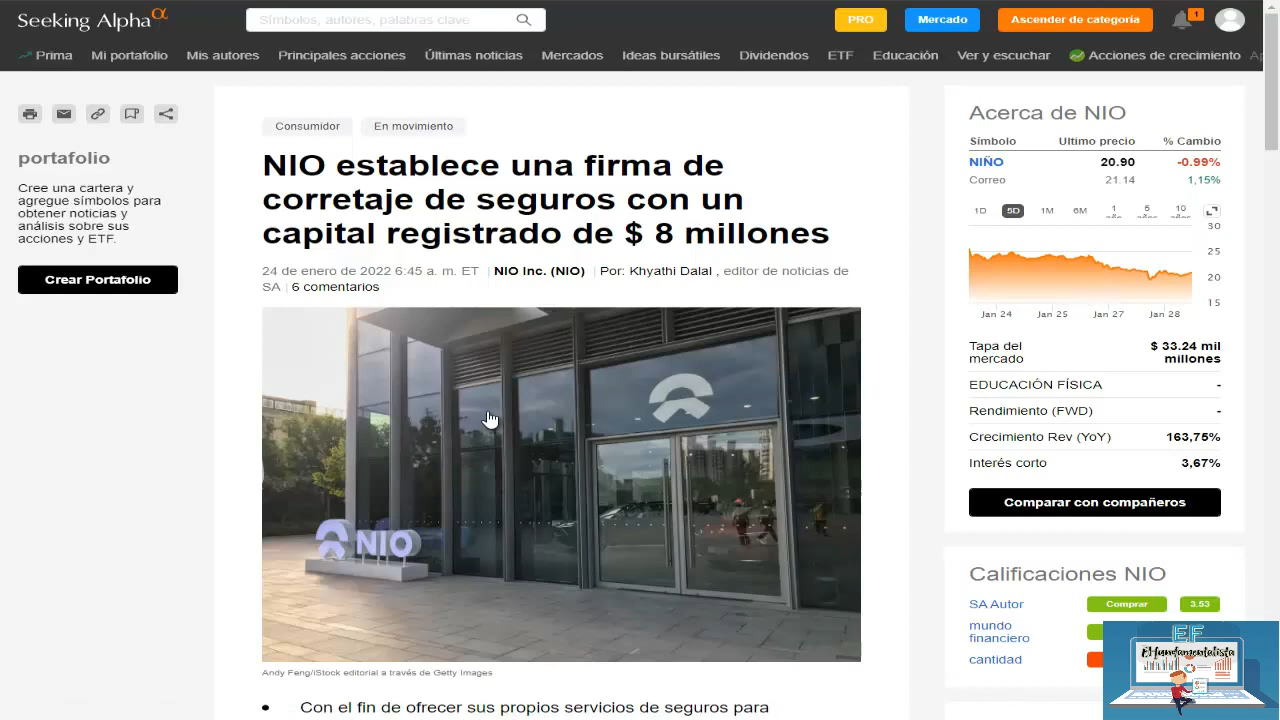 Seeking Alpha α
Símbolos, autores, palabras clave
PRO
Mercado
Ascender de categoría
1
Prima
Mi portafolio
Mis autores
Principales acciones
Últimas noticias
Mercados
Ideas bursátiles
Dividendos
ETF
Educación
Ver y escuchar
Acciones de crecimiento
portafolio
Cree una cartera y
agregue símbolos para
obtener noticias y
análisis sobre sus
acciones y ETF.
Crear Portafolio
Consumidor
En movimiento
NIO establece una firma de
corretaje de seguros con un
capital registrado de $ 8 millones
24 de enero de 2022 6:45 a. m. ET | NIO Inc. (NIO) | Por: Khyathi Dalal , editor de noticias de
SA | 6 comentarios
NIO
Andy Feng/iStock editorial a través de Getty Images
• Con el fin de ofrecer sus propios servicios de seguros para
Acerca de NIO
Símbolo Ultimo precio % Cambio
NIÑO 20.90 -0.99%
Correo 21.14 1,15%
1D 5D 1M 6M 1 5 10
30
25
20
15
Jan 24 Jan 25 Jan 27 Jan 28
Tapa del $ 33.24 mil
mercado millones
EDUCACIÓN FÍSICA -
Rendimiento (FWD) -
Crecimiento Rev (YoY) 163,75%
Interés corto 3,67%
Comparar con compañeros
Calificaciones NIO
SA Autor Comprar 3.53
mundo
financiero
cantidad
EF
El fundamentalista